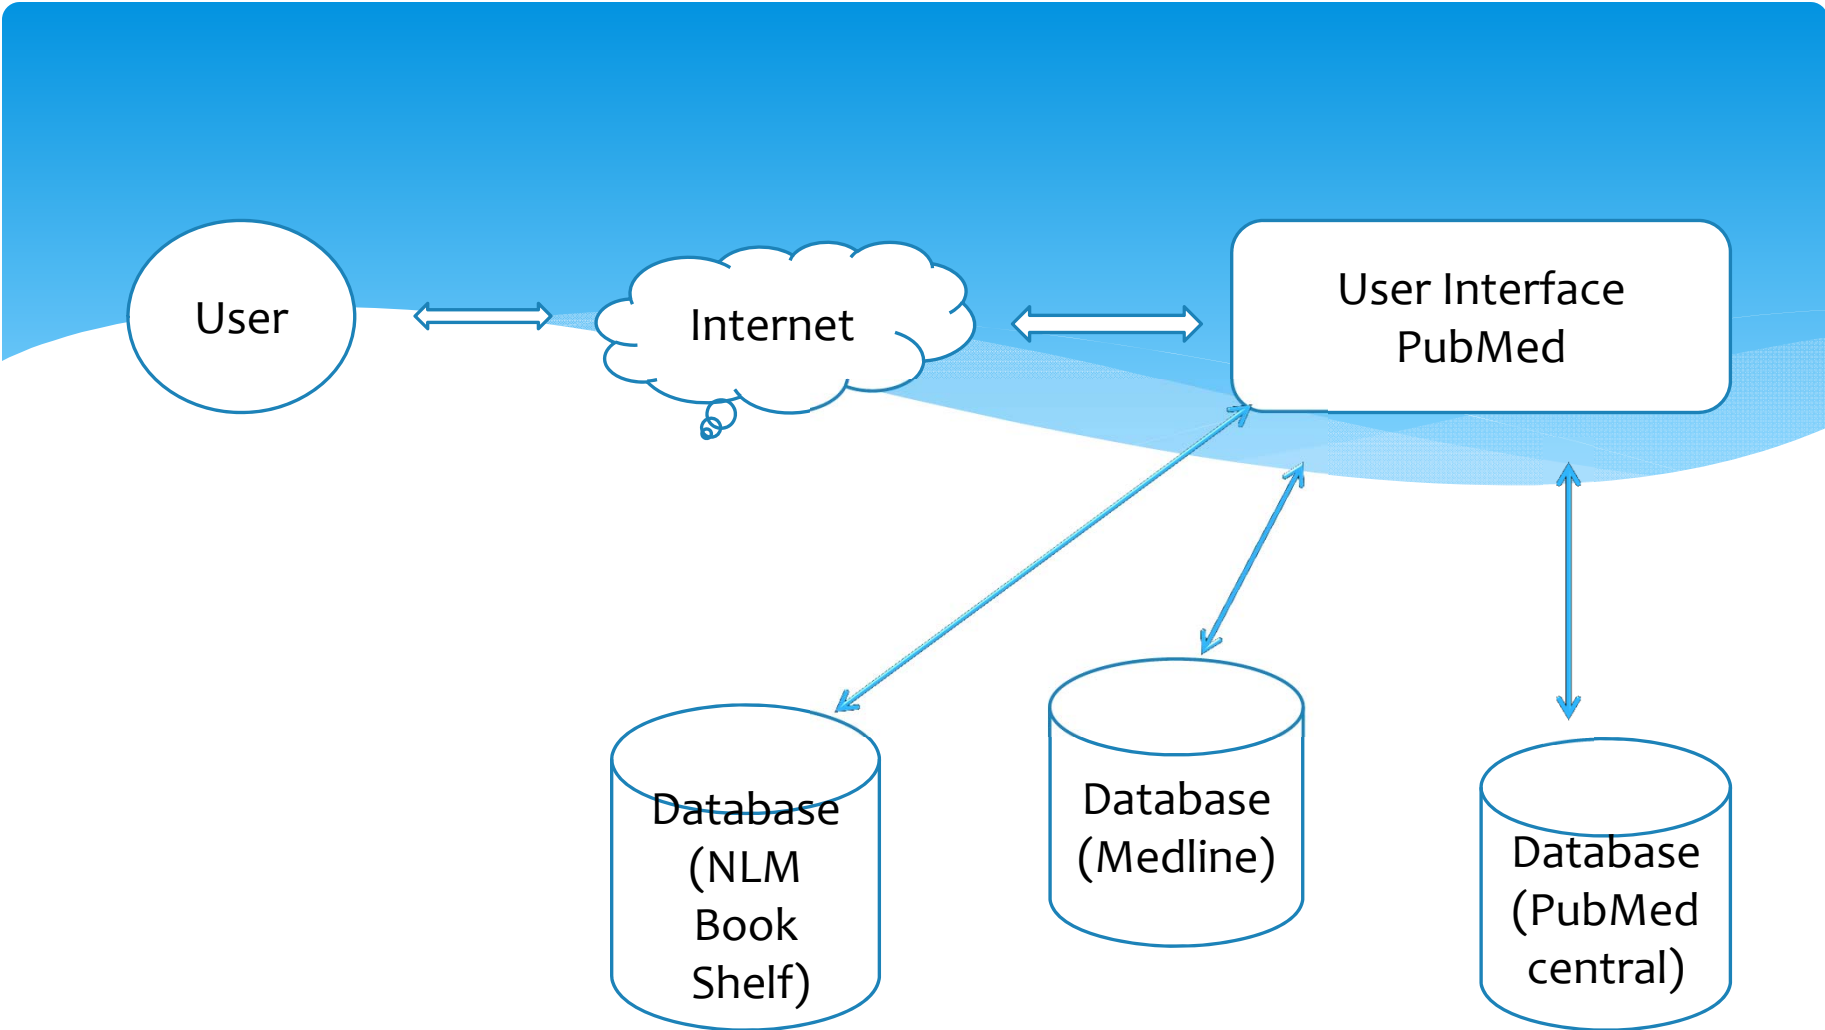 User
Internet
User Interface
PubMed
Database
(NLM
Book
Shelf)
Database
(Medline)
Database
(PubMed
central)